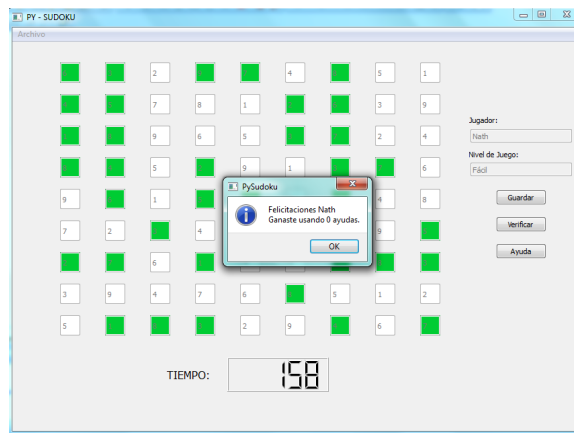 PY - SUDOKU
Archivo
2 4 5 1
7 8 1 3 9
9 6 5 2 4
5 9 1 6
9 1 4 8
7 2 4 9
6
3 9 4 7 6 5 1 2
5 2 9 6
Jugador:
Nath
Nivel de Juego:
Fácil
Guardar
Verificar
Ayuda
PySudoku
Felicitaciones Nath
Ganaste usando 0 ayudas.
OK
TIEMPO: 158